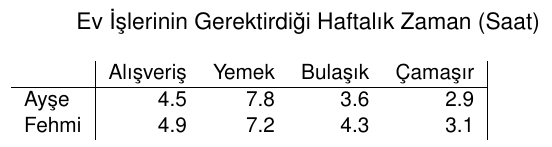 Ev İşlerinin Gerektirdiği Haftalık Zaman (Saat)
Alışveriş Yemek Bulaşık Çamaşır
Ayşe 4.5 7.8 3.6 2.9
Fehmi 4.9 7.2 4.3 3.1